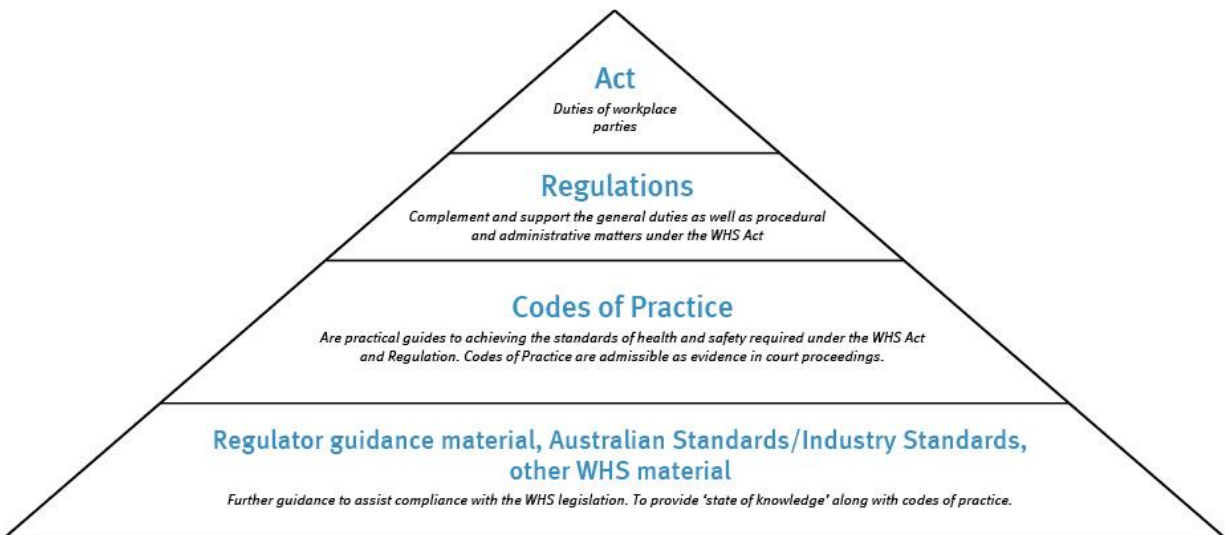 Act
Duties of workplace
parties
Regulations
Complement and support the general duties as well as procedural
and administrative matters under the WHS Act
Codes of Practice
Are practical guides to achieving the standards of health and safety required under the WHS Act
and Regulation. Codes of Practice are admissible as evidence in court proceedings.
Regulator guidance material, Australian Standards/Industry Standards,
other WHS material
Further guidance to assist compliance with the WHS legislation. To provide ‘state of knowledge’ along with codes of practice.